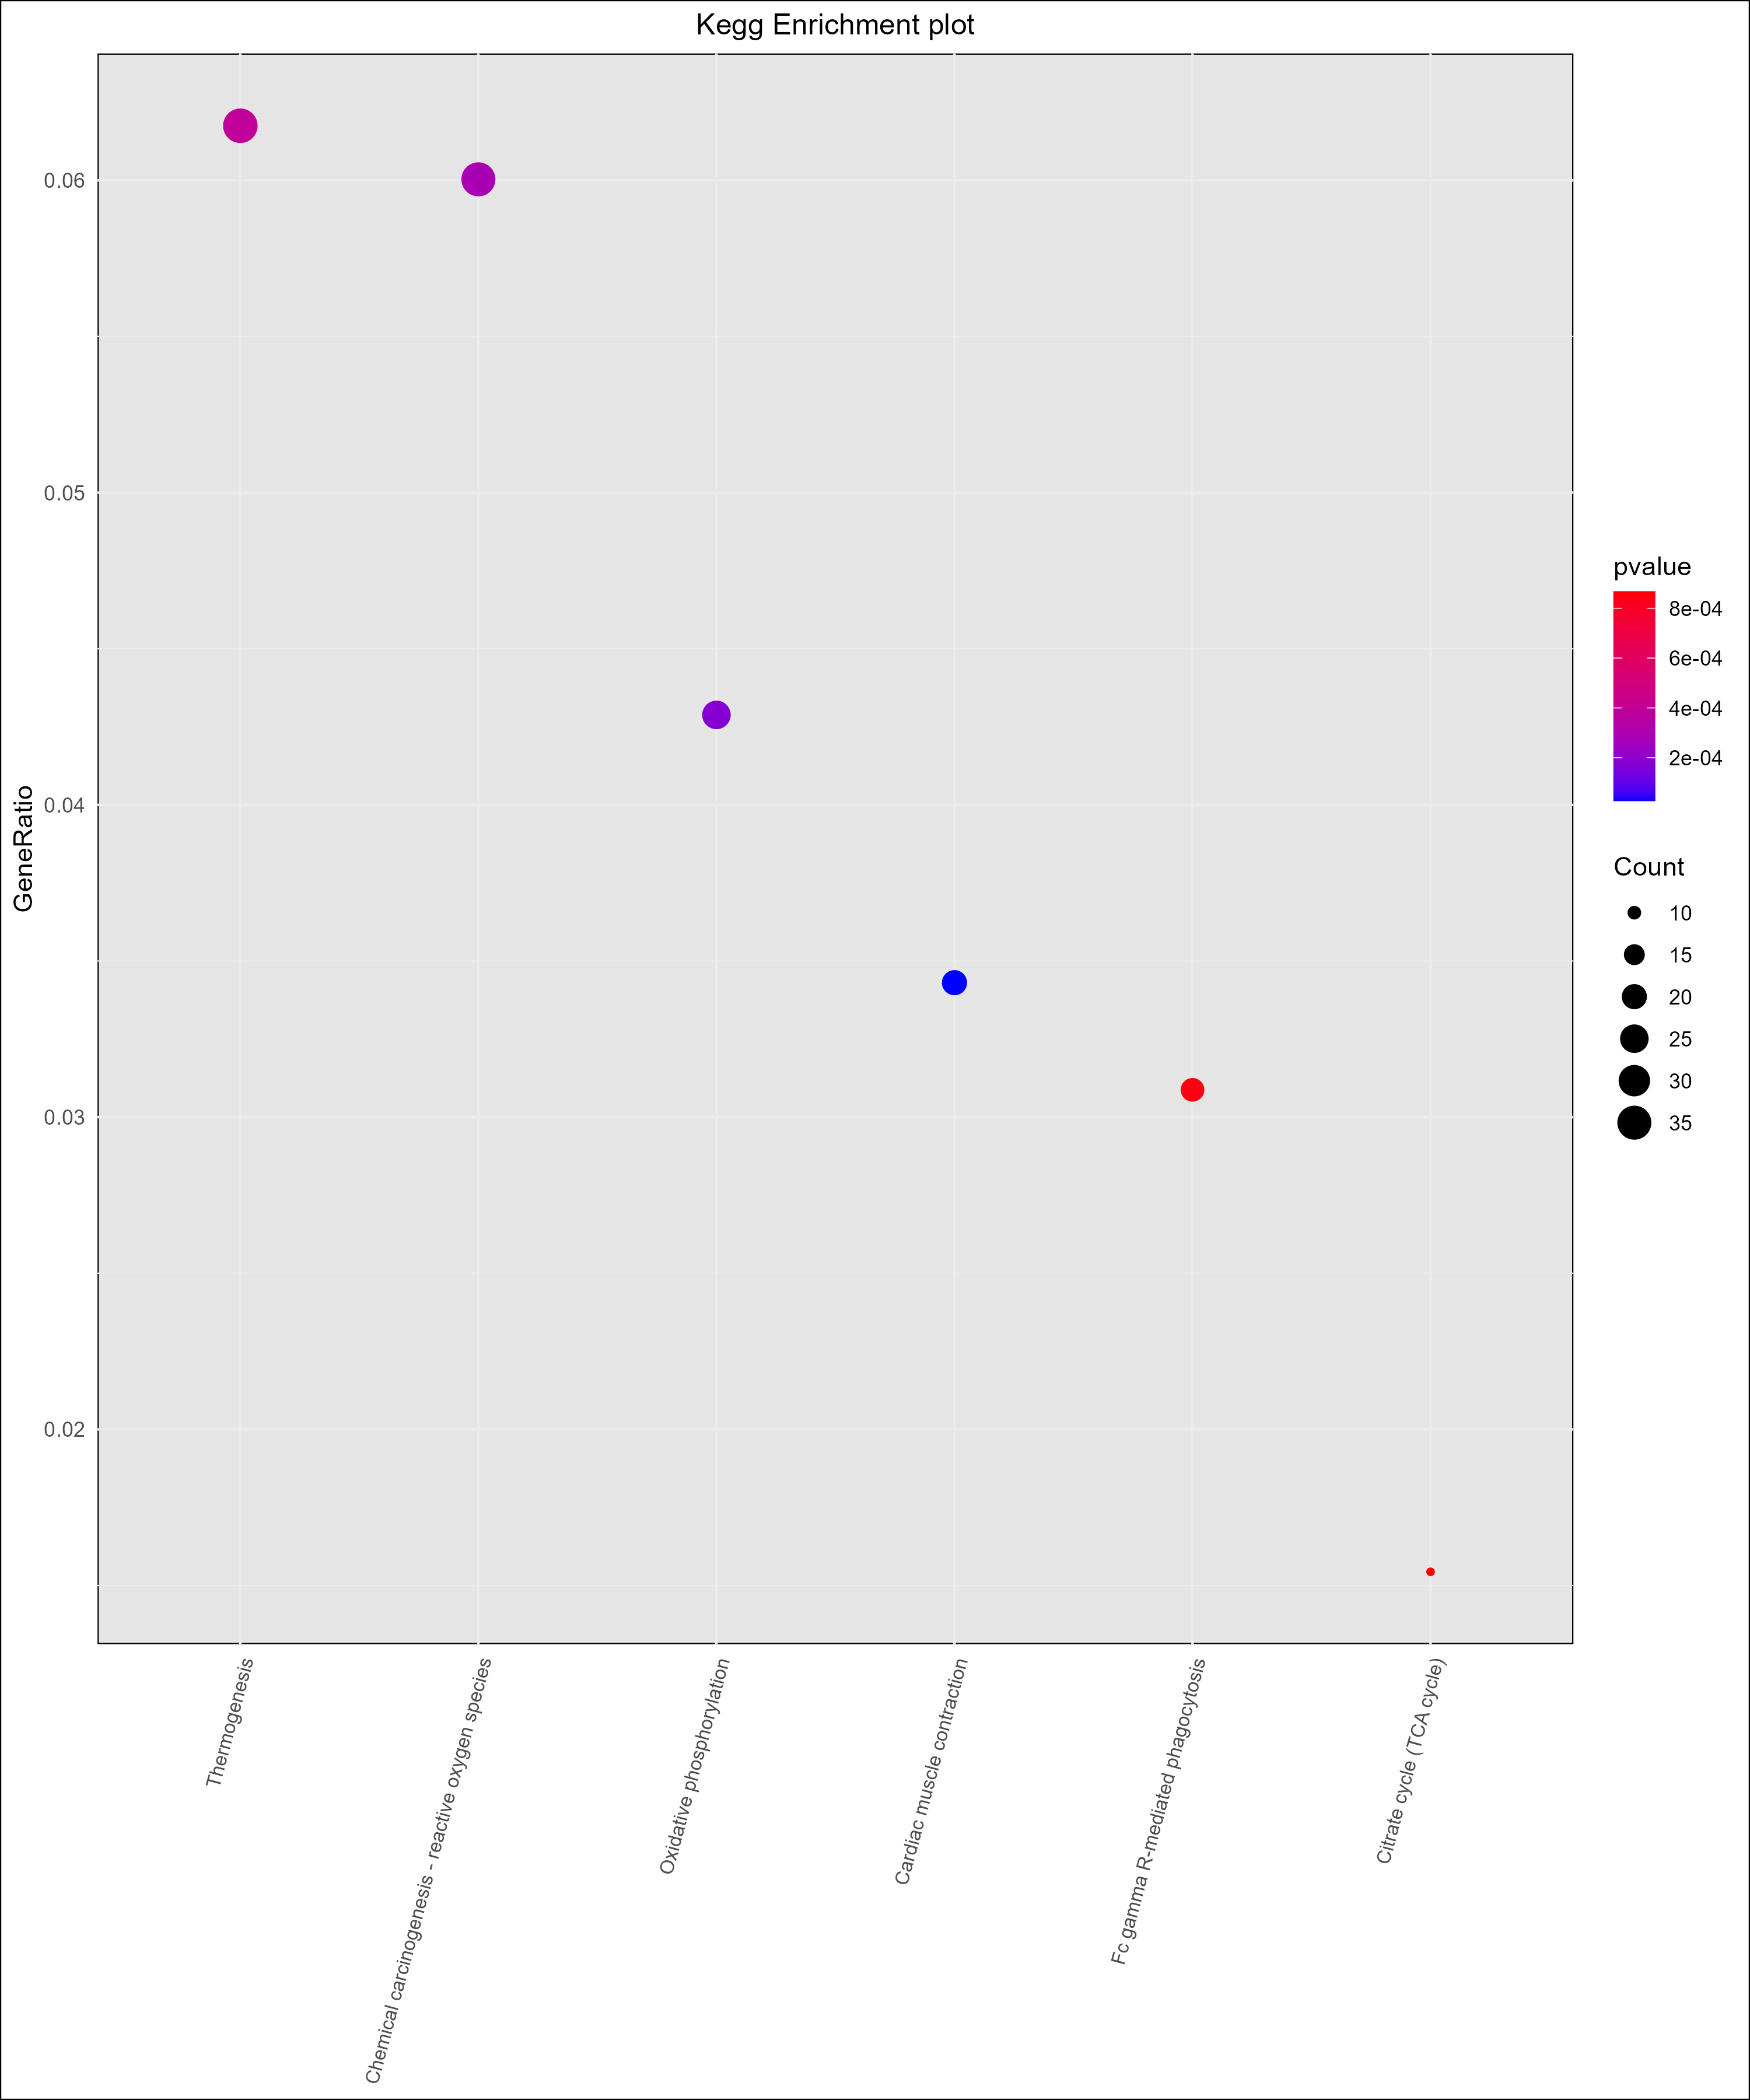 Kegg Enrichment plot
GeneRatio
0.06
0.05
0.04
0.03
0.02
Thermogenesis
Chemical carcinogenesis - reactive oxygen species
Oxidative phosphorylation
Cardiac muscle contraction
Fc gamma R-mediated phagocytosis
Citrate cycle (TCA cycle)
pvalue
8e-04
6e-04
4e-04
2e-04
Count
10
15
20
25
30
35